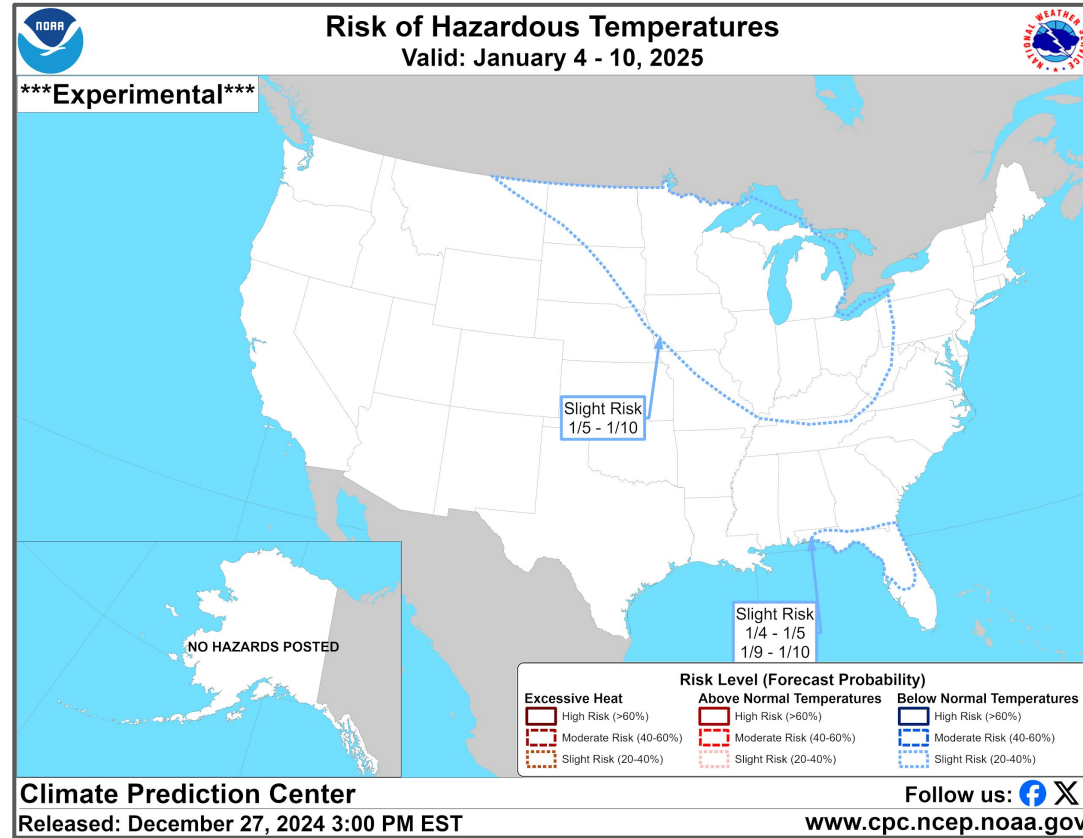 NOAA
Risk of Hazardous Temperatures
Valid: January 4 - 10, 2025
NATIONAL WEATHER SERVICE
***Experimental***
Slight Risk
1/5 - 1/10
Slight Risk
1/4 - 1/5
1/9 - 1/10
NO HAZARDS POSTED
Risk Level (Forecast Probability)
Excessive Heat
High Risk (>60%)
Moderate Risk (40-60%)
Slight Risk (20-40%)
Above Normal Temperatures
High Risk (>60%)
Moderate Risk (40-60%)
Slight Risk (20-40%)
Below Normal Temperatures
High Risk (>60%)
Moderate Risk (40-60%)
Slight Risk (20-40%)
Climate Prediction Center
Follow us:
Released: December 27, 2024 3:00 PM EST
www.cpc.ncep.noaa.gov